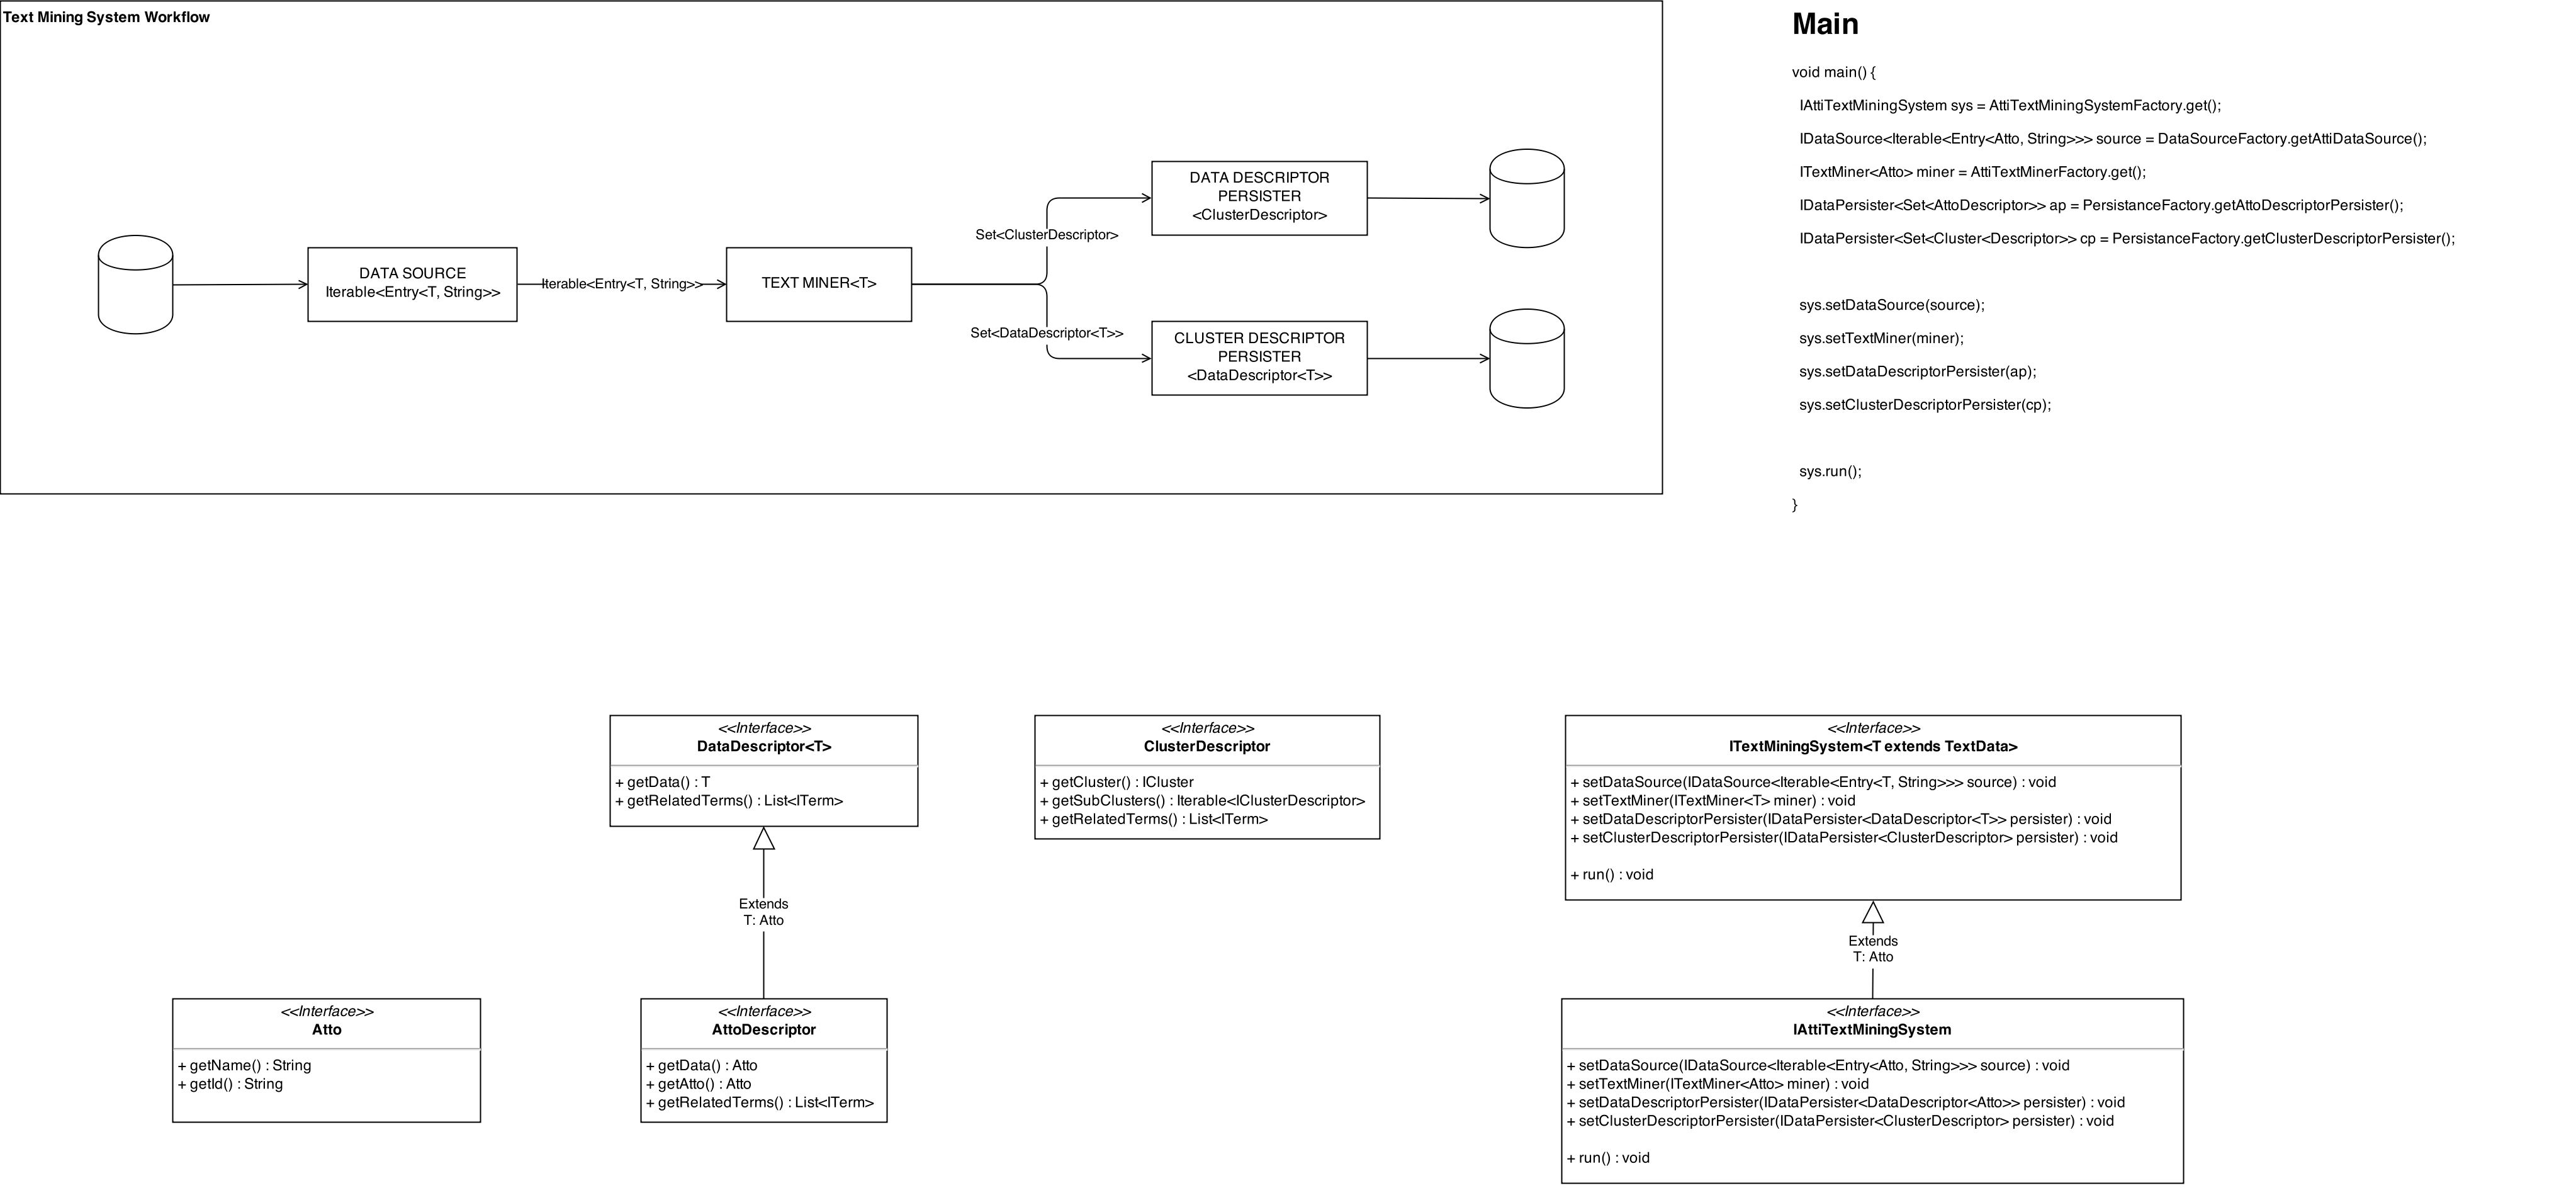 Text Mining System Workflow
DATA SOURCE
Iterable<Entry<T, String>>
Iterable<Entry<T, String>>
TEXT MINER<T>
Set<ClusterDescriptor>
Set<DataDescriptor<T>>
DATA DESCRIPTOR
PERSISTER
<ClusterDescriptor>
CLUSTER DESCRIPTOR
PERSISTER
<DataDescriptor<T>>
Main
void main() {
IAttiTextMiningSystem sys = AttiTextMiningSystemFactory.get();
IDataSource<Iterable<Entry<Atto, String>>> source = DataSourceFactory.getAttiDataSource();
ITextMiner<Atto> miner = AttiTextMinerFactory.get();
IDataPersister<Set<AttoDescriptor>> ap = PersistanceFactory.getAttoDescriptorPersister();
IDataPersister<Set<Cluster<Descriptor>> cp = PersistanceFactory.getClusterDescriptorPersister();
sys.setDataSource(source);
sys.setTextMiner(miner);
sys.setDataDescriptorPersister(ap);
sys.setClusterDescriptorPersister(cp);
sys.run();
}
<<Interface>>
DataDescriptor<T>
+ getData() : T
+ getRelatedTerms() : List<ITerm>
<<Interface>>
ClusterDescriptor
+ getCluster() : ICluster
+ getSubClusters() : Iterable<IClusterDescriptor>
+ getRelatedTerms() : List<ITerm>
<<Interface>>
ITextMiningSystem<T extends TextData>
+ setDataSource(IDataSource<Iterable<Entry<T, String>>> source) : void
+ setTextMiner(ITextMiner<T> miner) : void
+ setDataDescriptorPersister(IDataPersister<DataDescriptor<T>> persister) : void
+ setClusterDescriptorPersister(IDataPersister<ClusterDescriptor> persister) : void
+ run() : void
Extends
T: Atto
Extends
T: Atto
<<Interface>>
Atto
+ getName() : String
+ getId() : String
<<Interface>>
AttoDescriptor
+ getData() : Atto
+ getAtto() : Atto
+ getRelatedTerms() : List<ITerm>
<<Interface>>
IAttiTextMiningSystem
+ setDataSource(IDataSource<Iterable<Entry<Atto, String>>> source) : void
+ setTextMiner(ITextMiner<Atto> miner) : void
+ setDataDescriptorPersister(IDataPersister<DataDescriptor<Atto>> persister) : void
+ setClusterDescriptorPersister(IDataPersister<ClusterDescriptor> persister) : void
+ run() : void